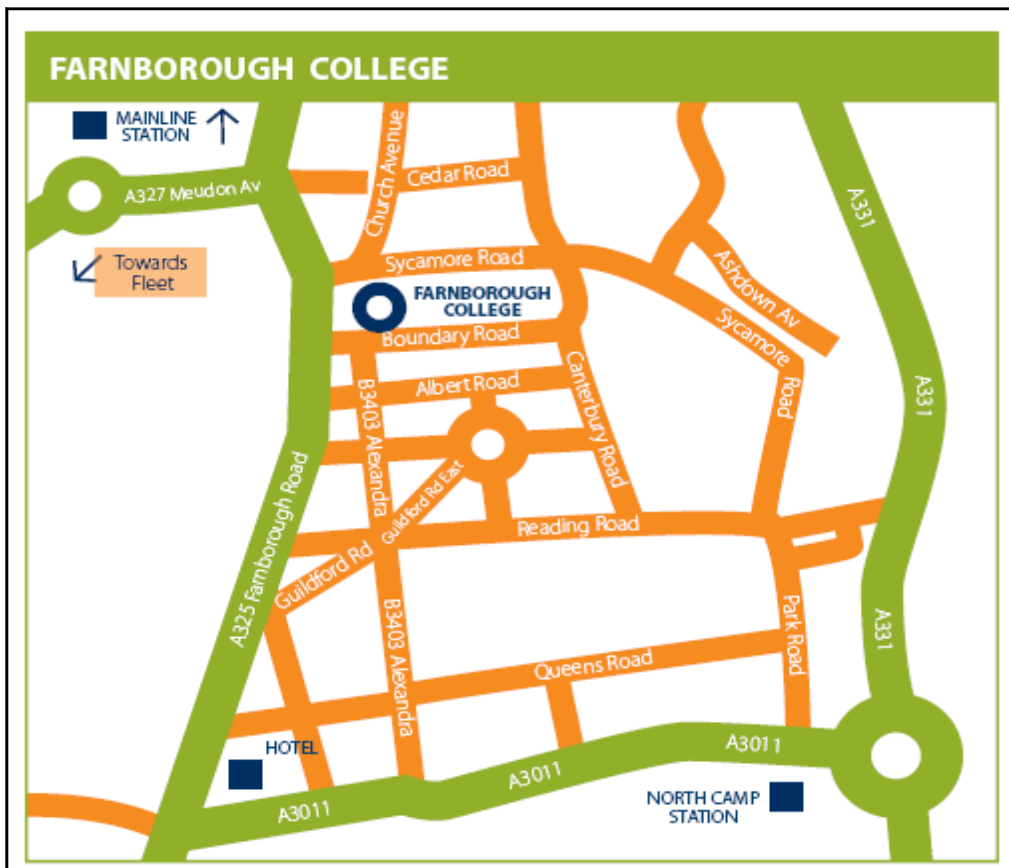 FARNBOROUGH COLLEGE
MAINLINE
STATION
A327 Meudon Av
Church Avenue
Cedar Road
A331
Towards
Fleet
Sycamore Road
Ashdown Av
FARNBOROUGH
COLLEGE
Boundary Road
Sycamore
Road
Albert Road
B3403 Alexandra
Canterbury Road
A331
Guildford Rd East
Reading Road
A325 Farnborough Road
Guildford Rd
B3403 Alexandra
Park Road
A331
Queens Road
HOTEL
A3011
A3011
A3011
NORTH CAMP
STATION